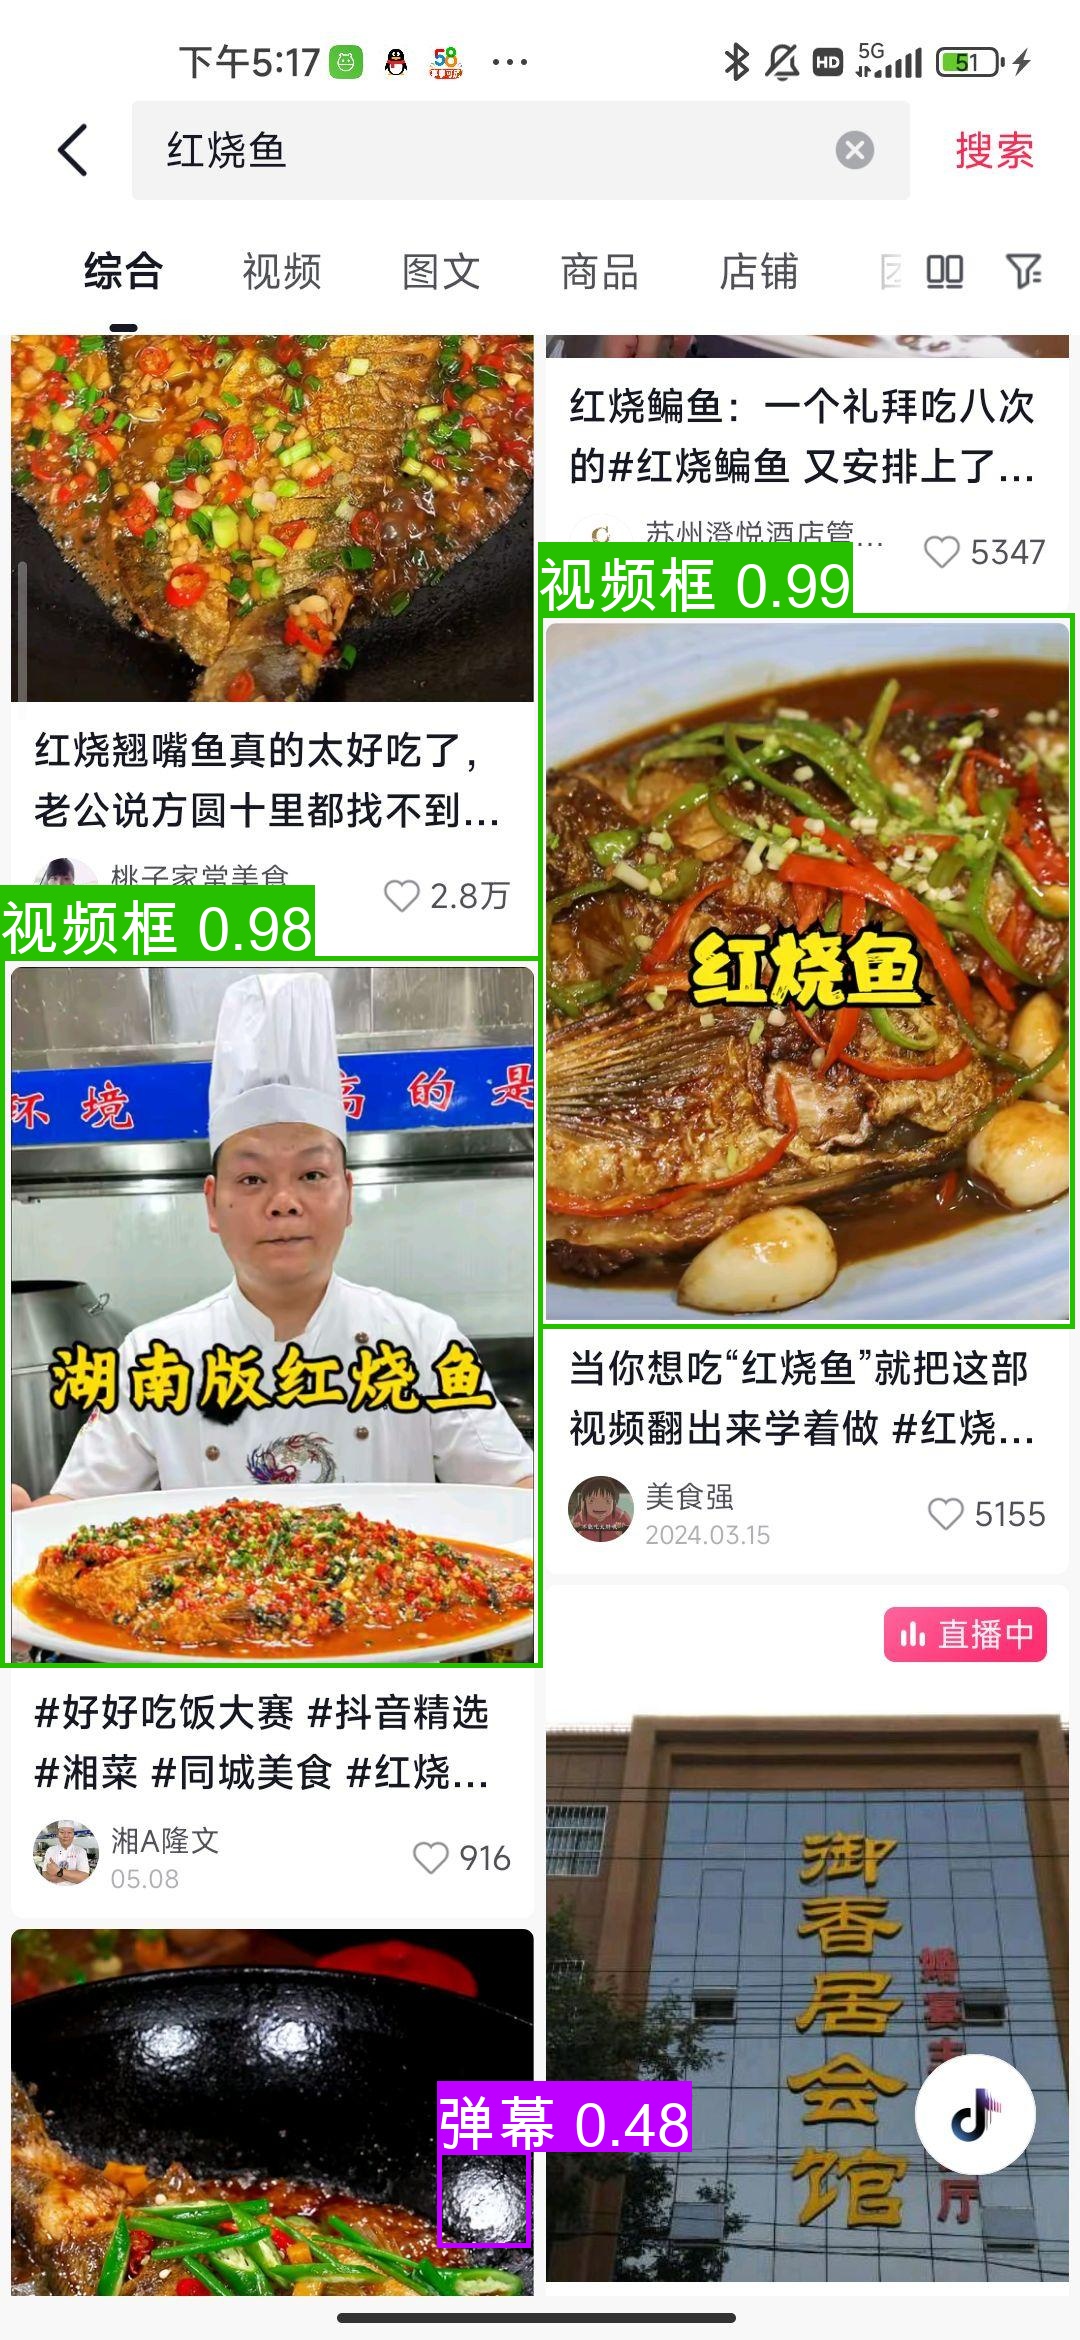 下午5:17
58
HD
5G
51
红烧鱼
搜索
综合
视频
图文
商品
店铺
红烧鳊鱼：一个礼拜吃八次
的#红烧鳊鱼 又安排上了...
苏州澄悦酒店管...
5347
视频框 0.99
红烧翘嘴鱼真的太好吃了，
老公说方圆十里都找不到...
桃子家常美食
2.8万
视频框 0.98
环境
高的是
湖南版红烧鱼
红烧鱼
当你想吃“红烧鱼”就把这部
视频翻出来学着做 #红烧...
美食强
2024.03.15
5155
#好好吃饭大赛 #抖音精选
#湘菜 #同城美食 #红烧...
湘A隆文
05.08
916
直播中
御香居会馆
弹幕 0.48